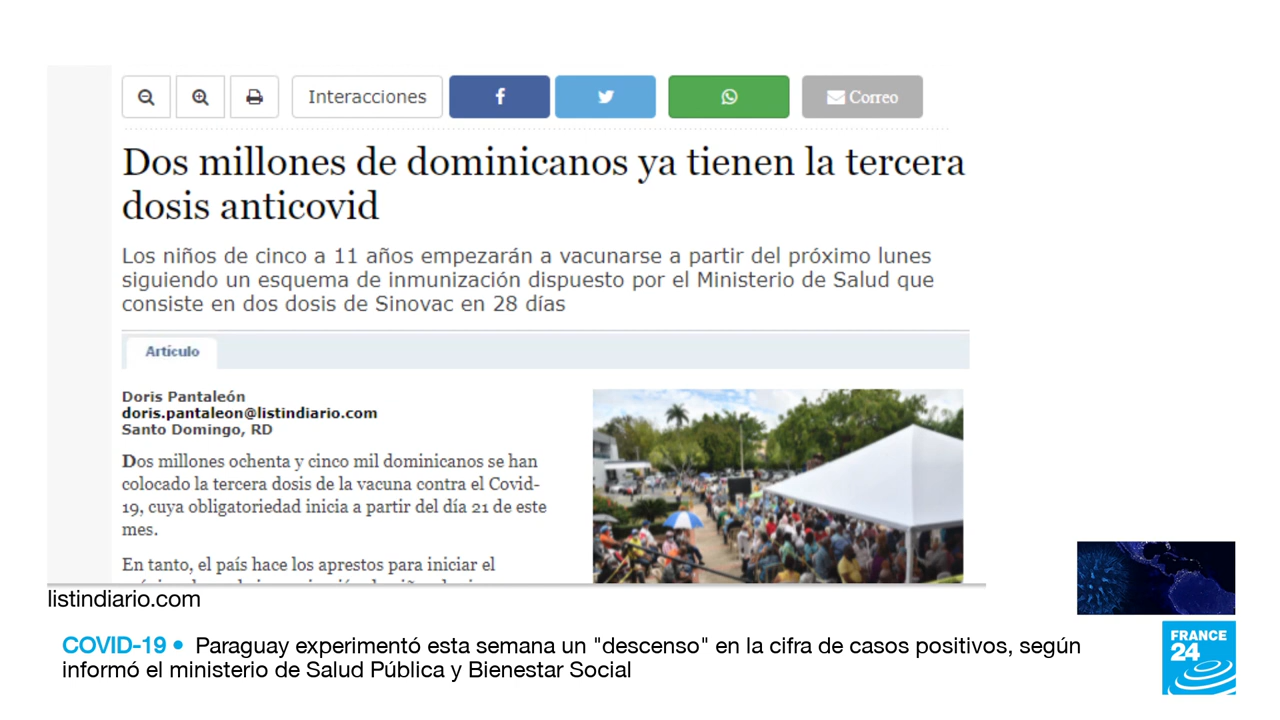 Interacciones
Correo
Dos millones de dominicanos ya tienen la tercera
dosis anticovid
Los niños de cinco a 11 años empezarán a vacunarse a partir del próximo lunes
siguiendo un esquema de inmunización dispuesto por el Ministerio de Salud que
consiste en dos dosis de Sinovac en 28 días
Artículo
Doris Pantaleón
doris.pantaleon@listindiario.com
Santo Domingo, RD
Dos millones ochenta y cinco mil dominicanos se han
colocado la tercera dosis de la vacuna contra el Covid-
19, cuya obligatoriedad inicia a partir del día 21 de este
mes.
En tanto, el país hace los aprestos para iniciar el
listindiario.com
COVID-19 • Paraguay experimentó esta semana un "descenso" en la cifra de casos positivos, según
informó el ministerio de Salud Pública y Bienestar Social
FRANCE
24